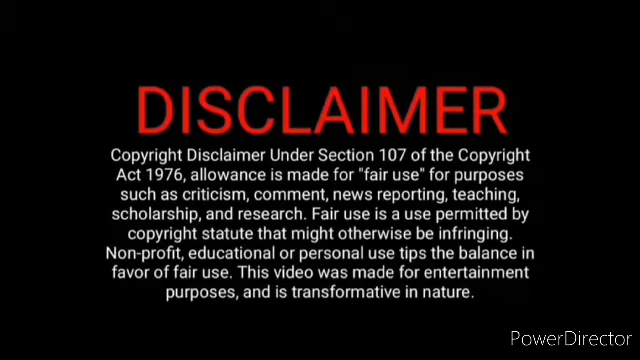 DISCLAIMER
Copyright Disclaimer Under Section 107 of the Copyright
Act 1976, allowance is made for "fair use" for purposes
such as criticism, comment, news reporting, teaching,
scholarship, and research. Fair use is a use permitted by
copyright statute that might otherwise be infringing.
Non-profit, educational or personal use tips the balance in
favor of fair use. This video was made for entertainment
purposes, and is transformative in nature.
PowerDirector